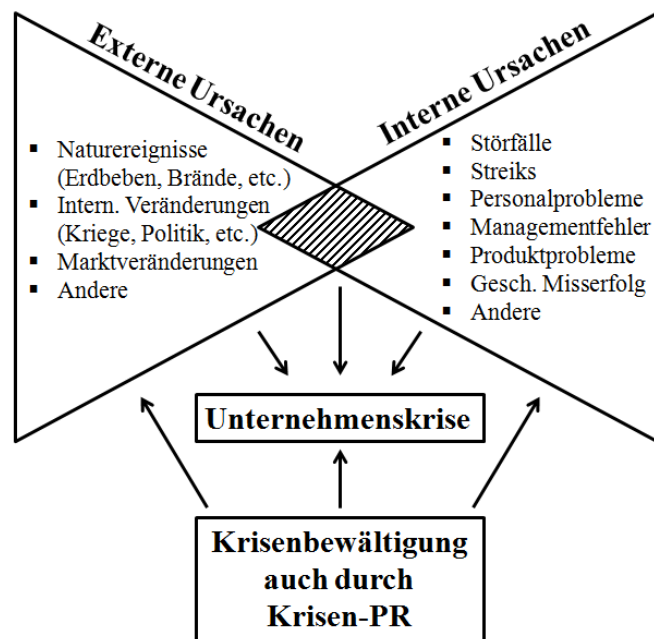 Externe Ursachen
▪ Naturereignisse
(Erdbeben, Brände, etc.)
▪ Intern. Veränderungen
(Kriege, Politik, etc.)
▪ Marktveränderungen
▪ Andere
Interne Ursachen
▪ Störfälle
▪ Streiks
▪ Personalprobleme
▪ Managementfehler
▪ Produktprobleme
▪ Gesch. Misserfolg
▪ Andere
Unternehmenskrise
Krisenbewältigung
auch durch
Krisen-PR